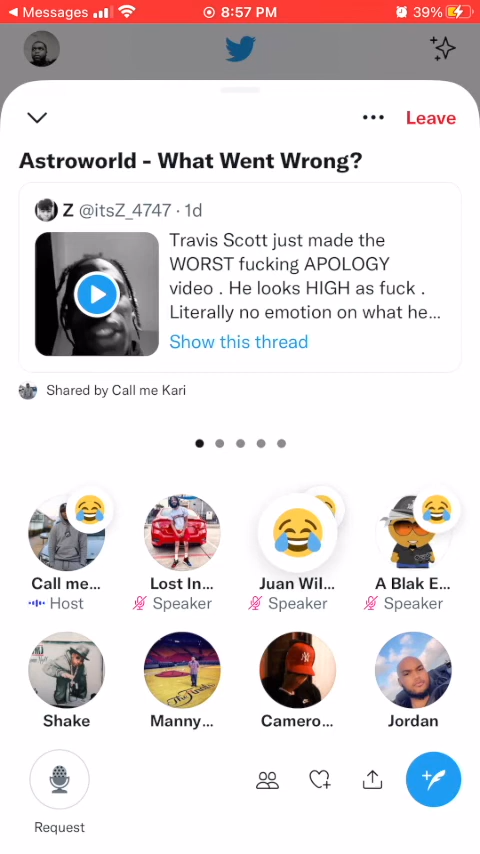 Messages 8:57 PM 39%
Leave
Astroworld - What Went Wrong?
Z @itsZ_4747 · 1d
Travis Scott just made the
WORST fucking APOLOGY
video . He looks HIGH as fuck .
Literally no emotion on what he...
Show this thread
Shared by Call me Kari
Call me... Lost In... Juan Wil... A Blak E...
Host Speaker Speaker Speaker
Shake Manny... Camero... Jordan
Request